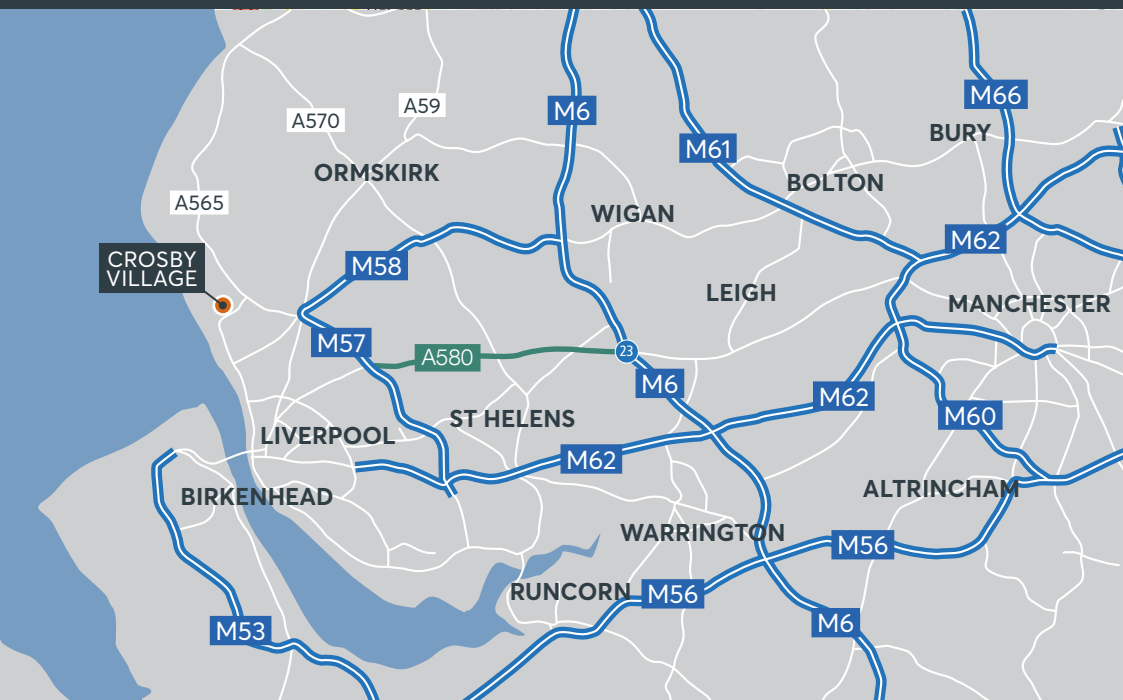 A59
M66
M6
A570
BURY
M61
ORMSKIRK
BOLTON
A565
WIGAN
M62
CROSBY
VILLAGE
M58
LEIGH
MANCHESTER
M57
23
A580
M6
M62
M60
ST HELENS
LIVERPOOL
M62
ALTRINCHAM
BIRKENHEAD
WARRINGTON
M56
RUNCORN
M56
M6
M53